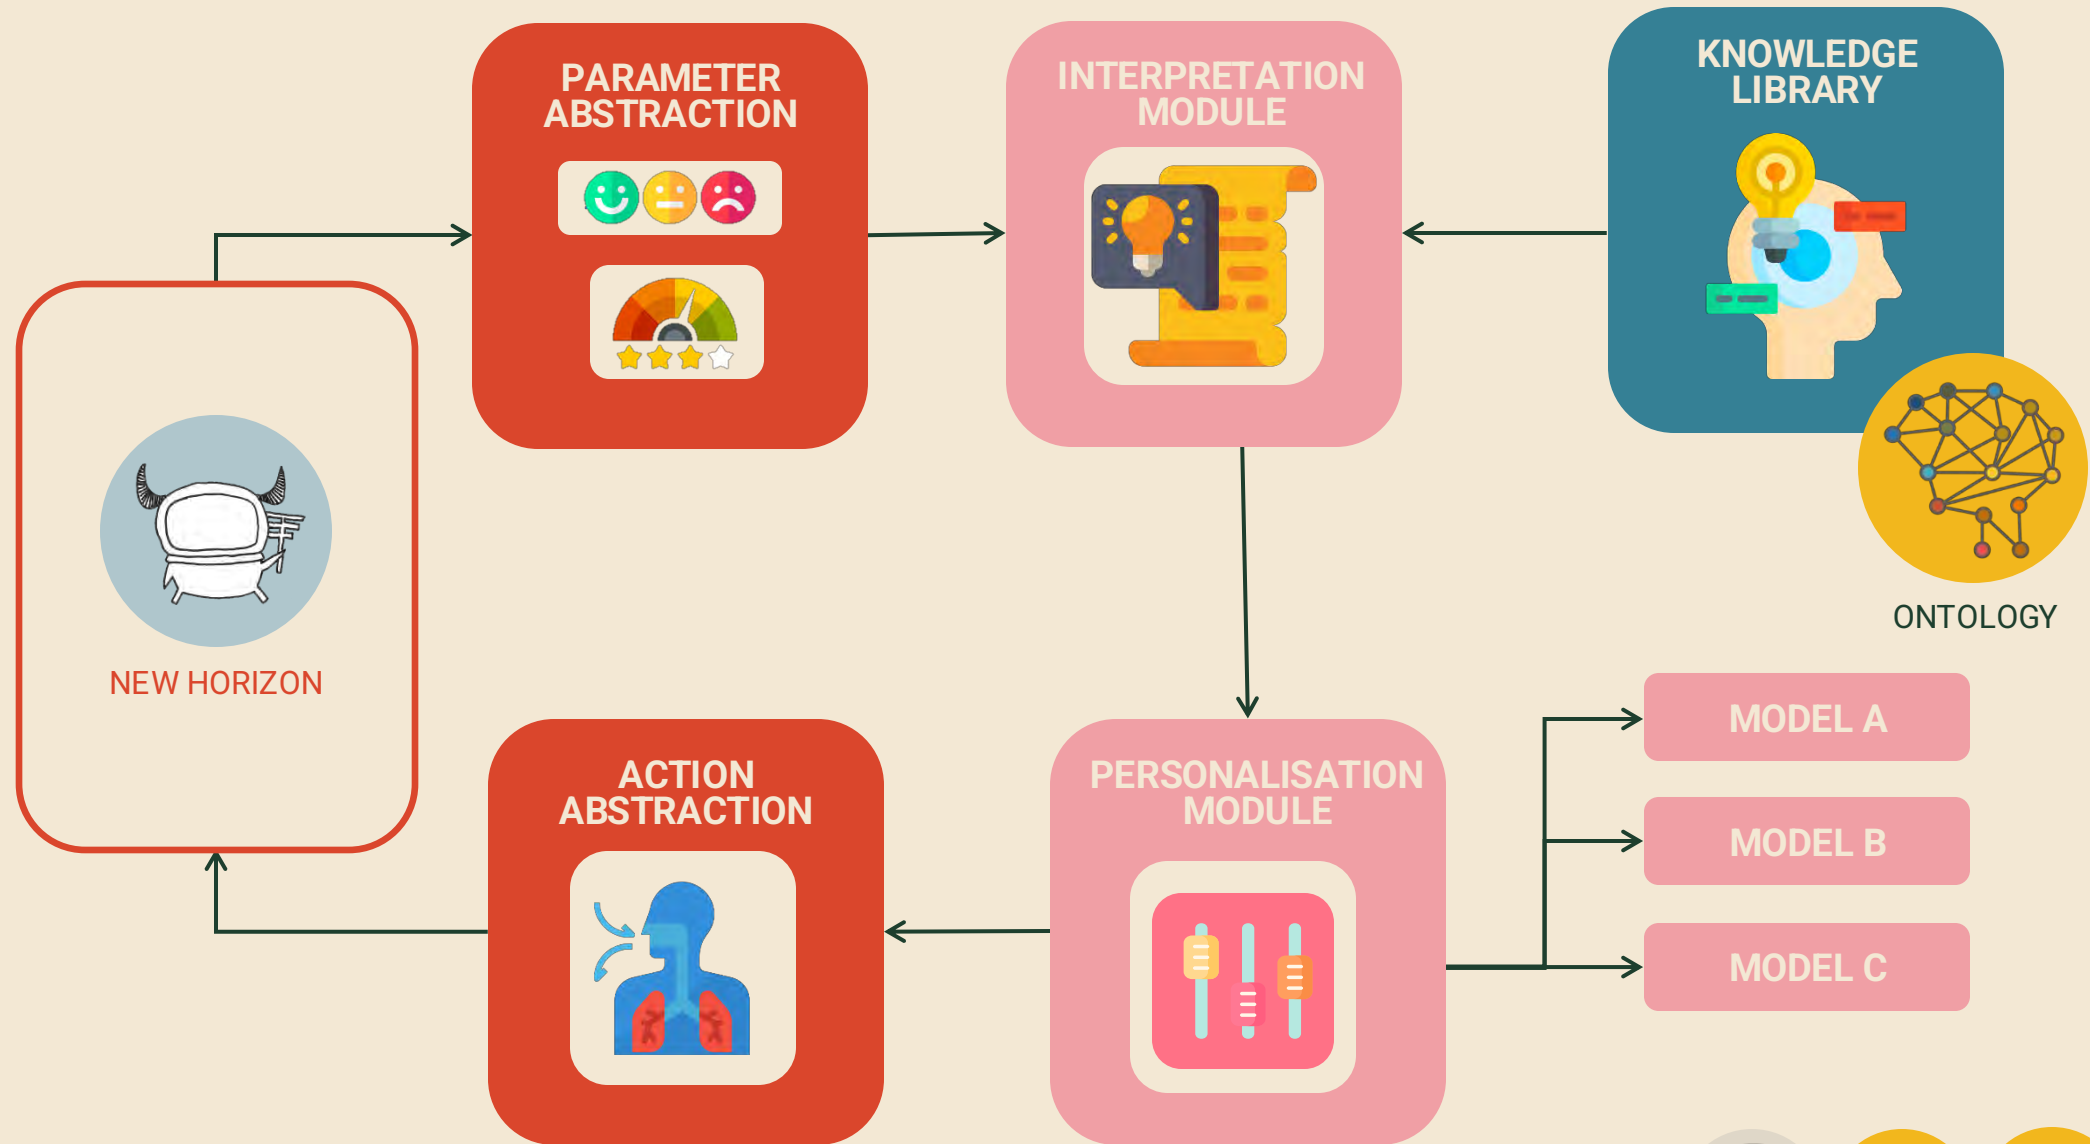 PARAMETER
ABSTRACTION
INTERPRETATION
MODULE
KNOWLEDGE
LIBRARY
ONTOLOGY
NEW HORIZON
ACTION
ABSTRACTION
PERSONALISATION
MODULE
MODEL A
MODEL B
MODEL C